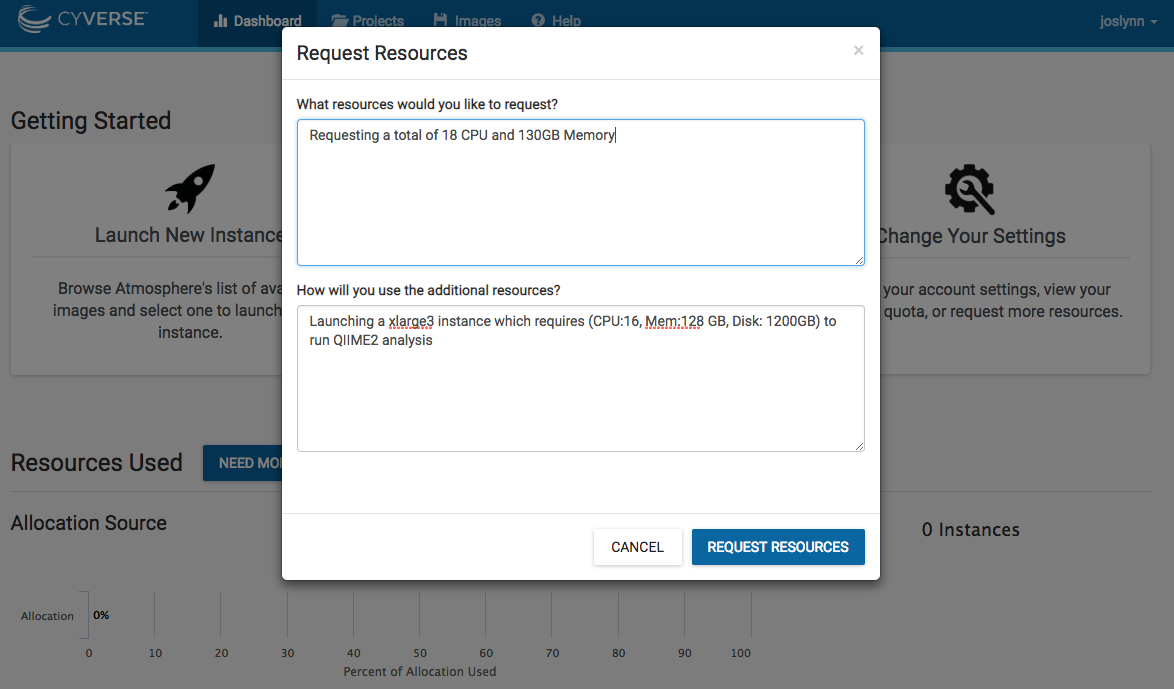 CYVERSE
Dashboard
Projects
Images
Help
joslynn
Request Resources
×
What resources would you like to request?
Requesting a total of 18 CPU and 130GB Memory
How will you use the additional resources?
Launching a xlarge3 instance which requires (CPU:16, Mem:128 GB, Disk: 1200GB) to
run QIIME2 analysis
CANCEL
REQUEST RESOURCES
Getting Started
Launch New Instance
Browse Atmosphere's list of ava
images and select one to launch
instance.
Change Your Settings
your account settings, view your
quota, or request more resources.
Resources Used
NEED MO
Allocation Source
0 Instances
Allocation
0%
0 10 20 30 40 50 60 70 80 90 100
Percent of Allocation Used